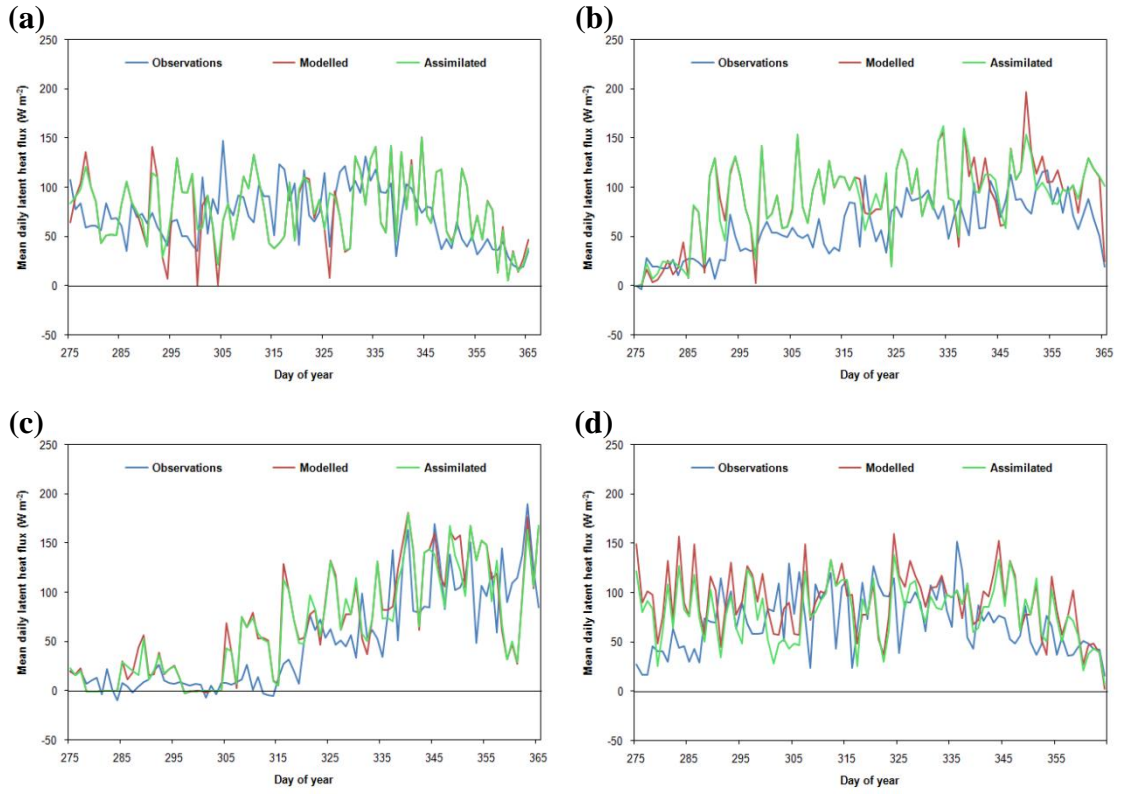 (a)
Mean daily latent heat flux (W m⁻²)
250
200
150
100
50
0
-50
Observations Modelled Assimilated
275 285 295 305 315 325 335 345 355 365
Day of year
(b)
Mean daily latent heat flux (W m⁻²)
250
200
150
100
50
0
-50
Observations Modelled Assimilated
275 285 295 305 315 325 335 345 355 365
Day of year
(c)
Mean daily latent heat flux (W m⁻²)
250
200
150
100
50
0
-50
Observations Modelled Assimilated
275 285 295 305 315 325 335 345 355 365
Day of year
(d)
Mean daily latent heat flux (W m⁻²)
250
200
150
100
50
0
-50
Observations Modelled Assimilated
275 285 295 305 315 325 335 345 355
Day of year